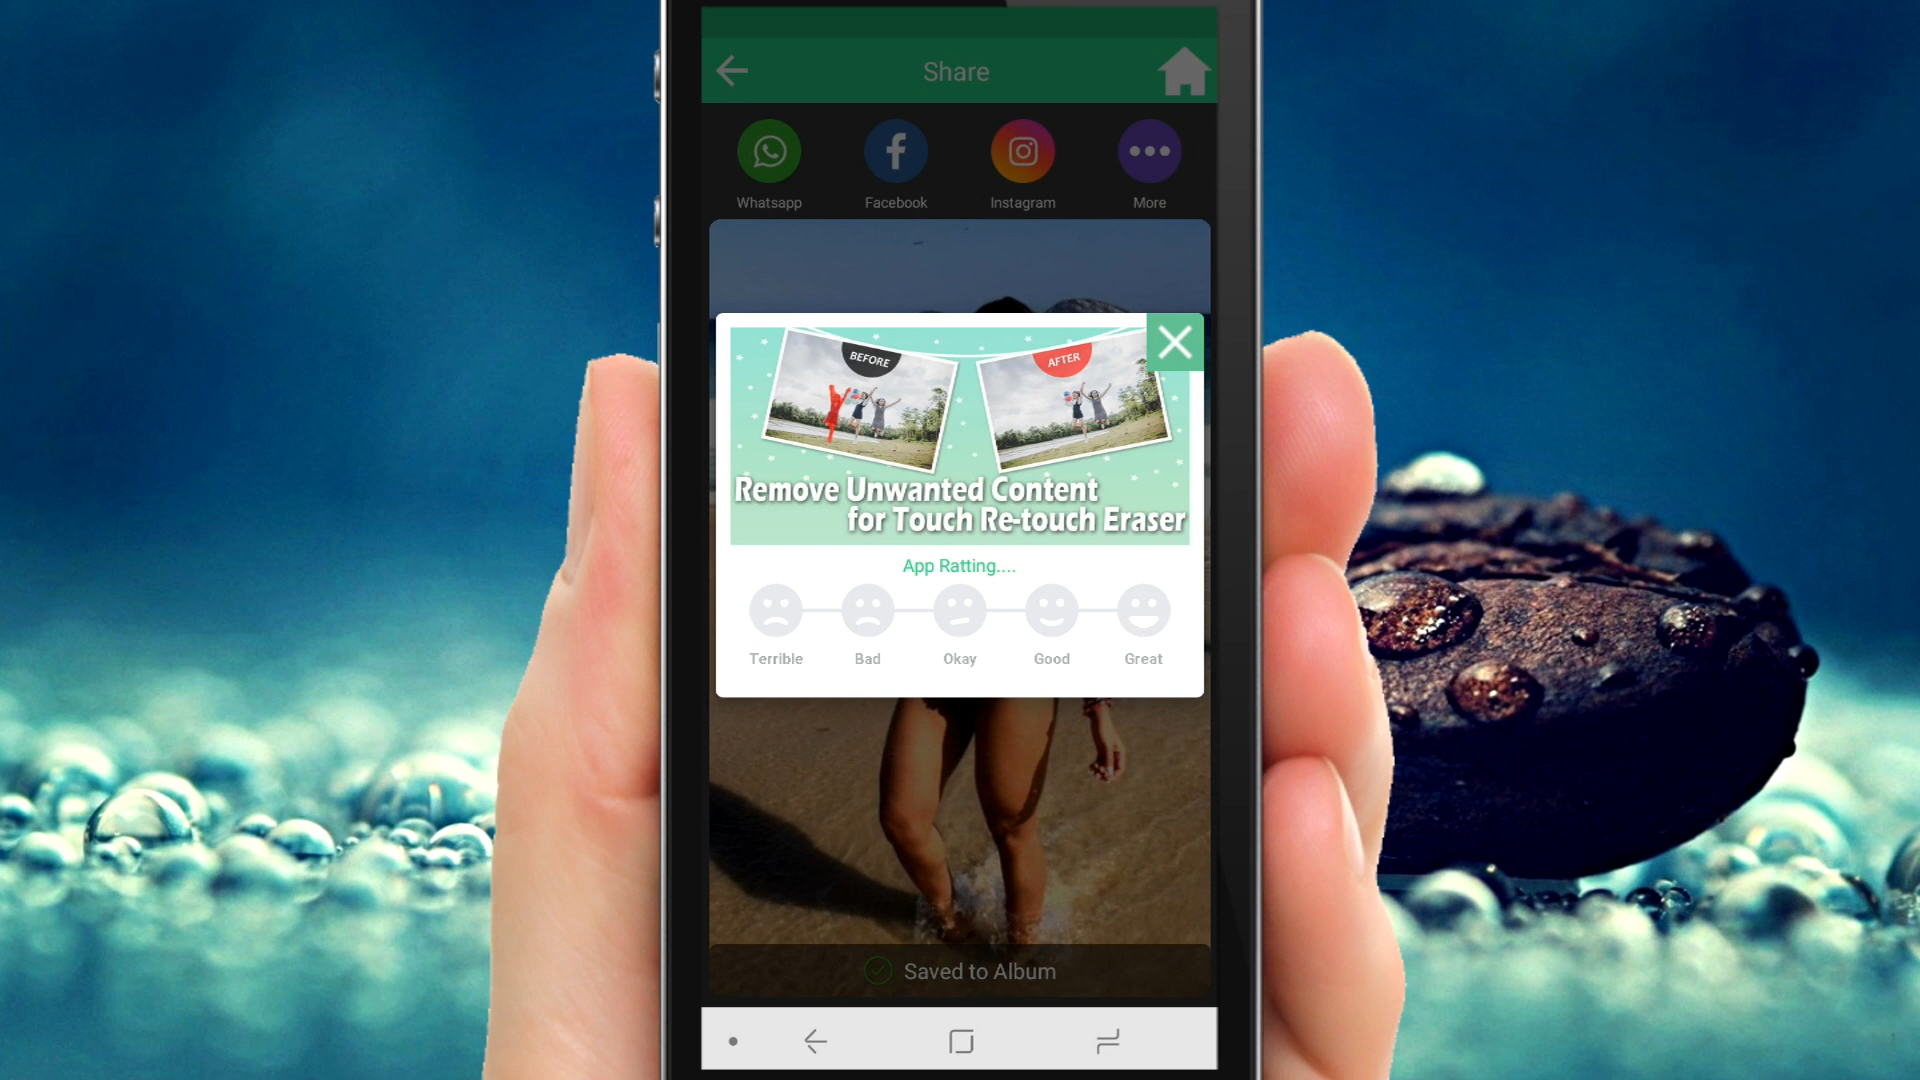 Share
Whatsapp
Facebook
Instagram
More
BEFORE
AFTER
Remove Unwanted Content
for Touch Re-touch Eraser
App Ratting....
Terrible
Bad
Okay
Good
Great
Saved to Album